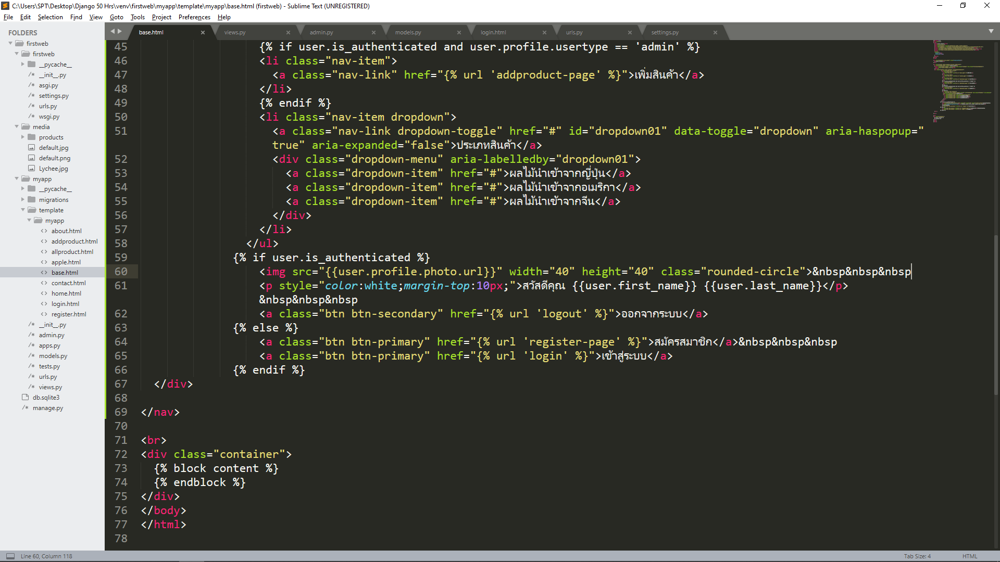 C:\Users\SPT\Desktop\Django 50 Hrs\venv\firstweb\myapp\template\myapp\base.html (firstweb) - Sublime Text (UNREGISTERED)
File Edit Selection Find View Goto Tools Project Preferences Help
FOLDERS
firstweb
firstweb
__pycache__
__init__.py
asgi.py
settings.py
urls.py
wsgi.py
media
products
default.jpg
default.png
Lychee.jpg
myapp
__pycache__
migrations
template
myapp
about.html
addproduct.html
allproduct.html
apple.html
base.html
contact.html
home.html
login.html
register.html
__init__.py
admin.py
apps.py
models.py
tests.py
urls.py
views.py
db.sqlite3
manage.py
base.html views.py admin.py models.py login.html urls.py settings.py
45 {% if user.is_authenticated and user.profile.usertype == 'admin' %}
46 <li class="nav-item">
47 <a class="nav-link" href="{% url 'addproduct-page' %}">เพิ่มสินค้า</a>
48 </li>
49 {% endif %}
50 <li class="nav-item dropdown">
51 <a class="nav-link dropdown-toggle" href="#" id="dropdown01" data-toggle="dropdown" aria-haspopup="
true" aria-expanded="false">ประเภทสินค้า</a>
52 <div class="dropdown-menu" aria-labelledby="dropdown01">
53 <a class="dropdown-item" href="#">ผลไม้นำเข้าจากญี่ปุ่น</a>
54 <a class="dropdown-item" href="#">ผลไม้นำเข้าจากอเมริกา</a>
55 <a class="dropdown-item" href="#">ผลไม้นำเข้าจากจีน</a>
56 </div>
57 </li>
58 </ul>
59 {% if user.is_authenticated %}
60 <img src="{{user.profile.photo.url}}" width="40" height="40" class="rounded-circle">&nbsp&nbsp&nbsp
61 <p style="color:white;margin-top:10px;">สวัสดีคุณ {{user.first_name}} {{user.last_name}}</p>
&nbsp&nbsp&nbsp
62 <a class="btn btn-secondary" href="{% url 'logout' %}">ออกจากระบบ</a>
63 {% else %}
64 <a class="btn btn-primary" href="{% url 'register-page' %}">สมัครสมาชิก</a>&nbsp&nbsp&nbsp
65 <a class="btn btn-primary" href="{% url 'login' %}">เข้าสู่ระบบ</a>
66 {% endif %}
67 </div>
68
69 </nav>
70
71 <br>
72 <div class="container">
73 {% block content %}
74 {% endblock %}
75 </div>
76 </body>
77 </html>
78
Line 60, Column 118 Tab Size: 4 HTML